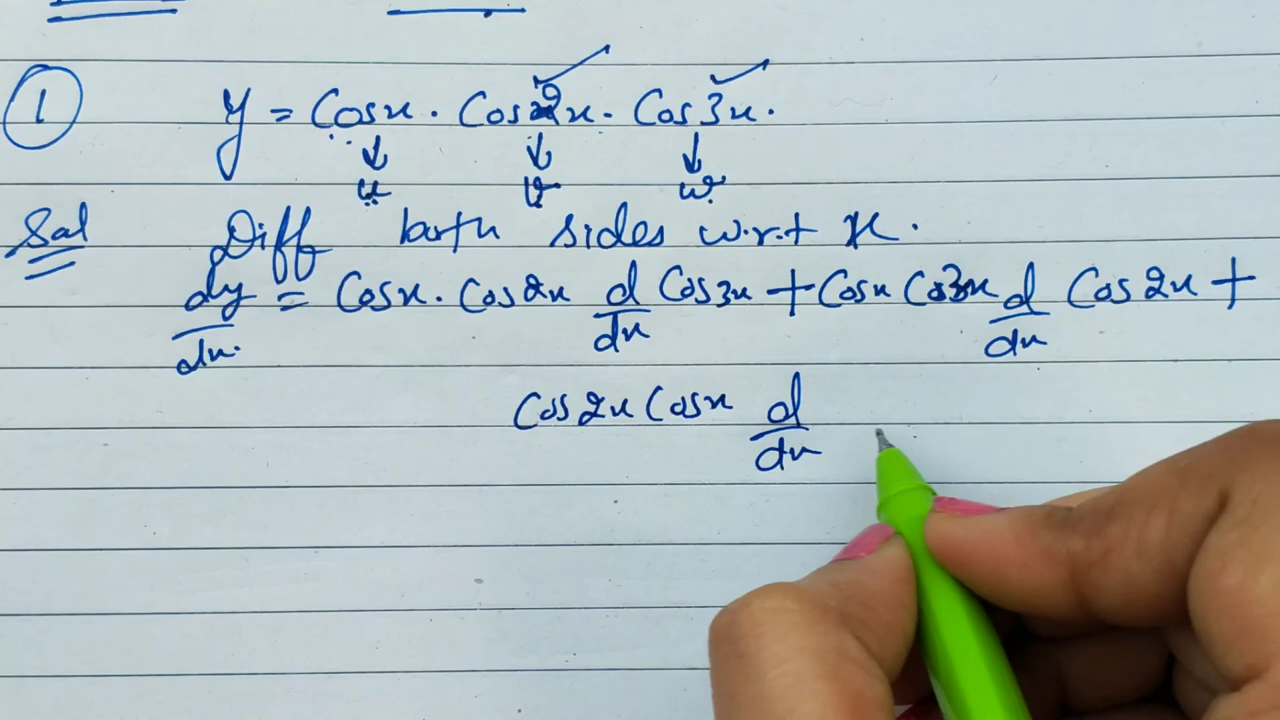 ① y = Cosx . Cos2x . Cos3x.
↓ ↓ ↓
u v w
Sol Diff both sides w.r.t x.
dy/dx. = Cosx . Cos2x d/dx Cos3x + Cosx Cos3x d/dx Cos2x +
Cos2x Cosx d/dx